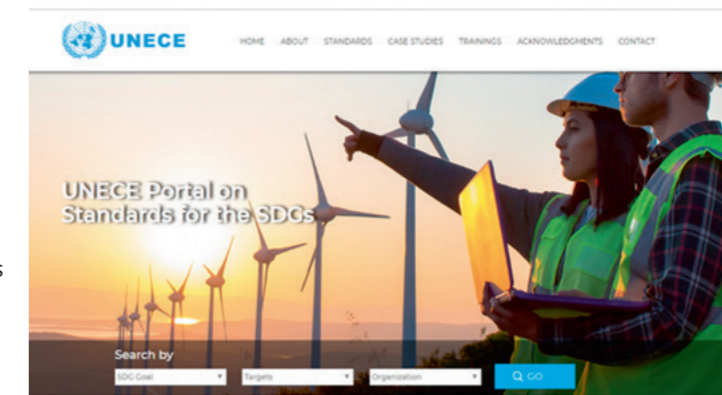 UNECE
HOME ABOUT STANDARDS CASE STUDIES TRAININGS ACKNOWLEDGMENTS CONTACT
UNECE Portal on
Standards for the SDGs
s
Search by
SDG Goal Targets Organization GO